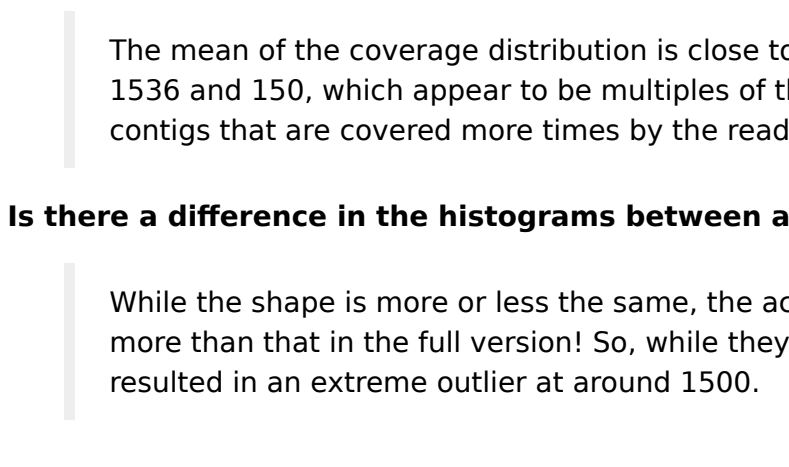 The mean of the coverage distribution is close to
1536 and 150, which appear to be multiples of
contigs that are covered more times by the read
Is there a difference in the histograms between
While the shape is more or less the same, the
more than that in the full version! So, while they
resulted in an extreme outlier at around 1500.